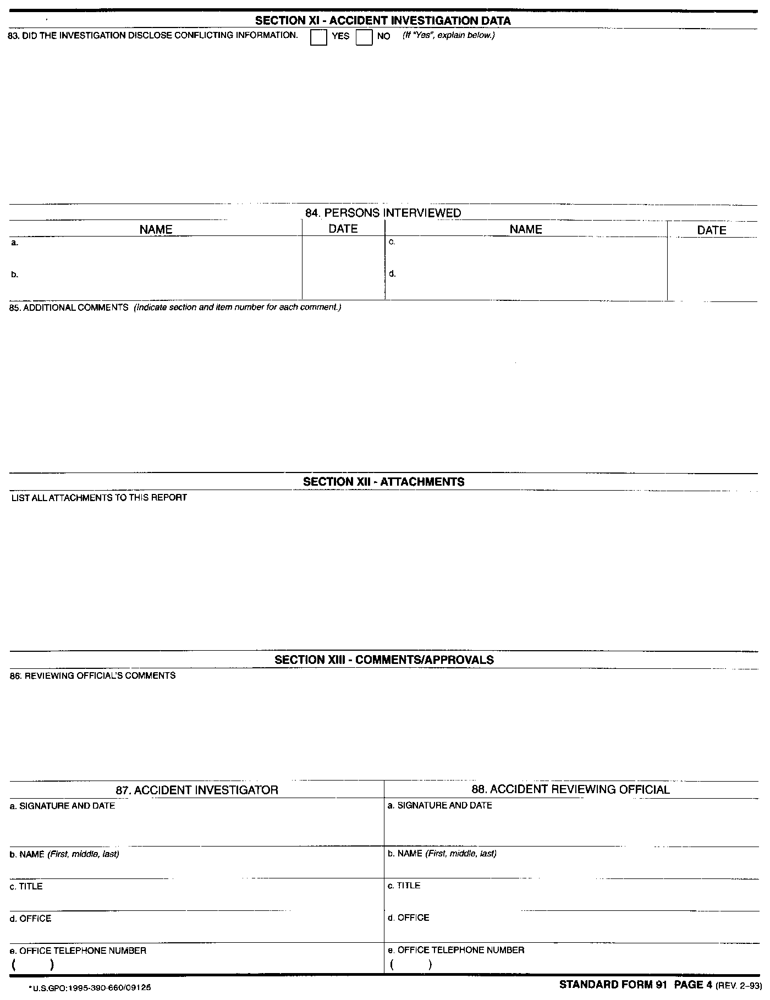 SECTION XI - ACCIDENT INVESTIGATION DATA
83. DID THE INVESTIGATION DISCLOSE CONFLICTING INFORMATION. YES NO (If "Yes", explain below.)
84. PERSONS INTERVIEWED
NAME DATE NAME DATE
a. c.
b. d.
85. ADDITIONAL COMMENTS (Indicate section and item number for each comment.)
SECTION XII - ATTACHMENTS
LIST ALL ATTACHMENTS TO THIS REPORT
SECTION XIII - COMMENTS/APPROVALS
86. REVIEWING OFFICIAL'S COMMENTS
87. ACCIDENT INVESTIGATOR 88. ACCIDENT REVIEWING OFFICIAL
a. SIGNATURE AND DATE a. SIGNATURE AND DATE
b. NAME (First, middle, last) b. NAME (First, middle, last)
c. TITLE c. TITLE
d. OFFICE d. OFFICE
e. OFFICE TELEPHONE NUMBER e. OFFICE TELEPHONE NUMBER
( ) ( )
*U.S.GPO:1995-390-660/09125 STANDARD FORM 91 PAGE 4 (REV. 2-93)